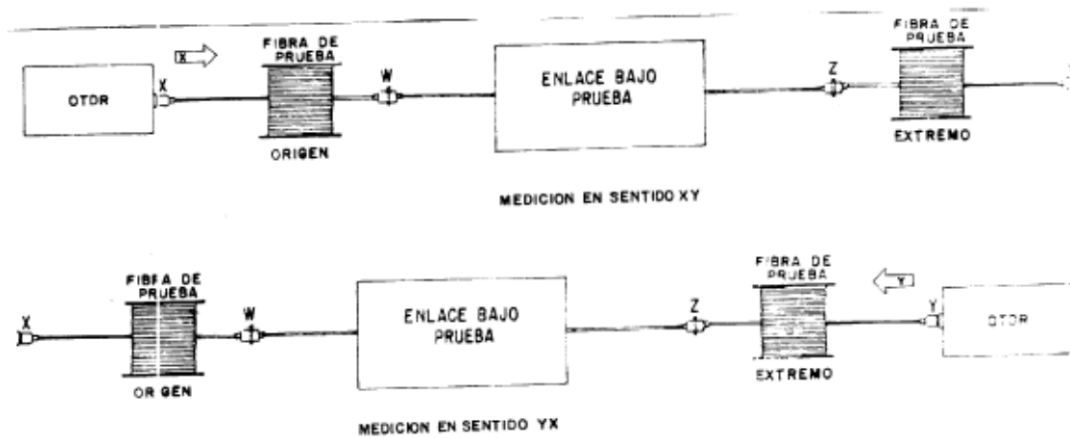 FIBRA DE
PRUEBA
X
X
W
OTDR
ORIGEN
ENLACE BAJO
PRUEBA
Z
FIBRA DE
PRUEBA
EXTREMO
MEDICION EN SENTIDO XY
FIBRA DE
PRUEBA
X
W
ORIGEN
ENLACE BAJO
PRUEBA
Z
FIBRA DE
PRUEBA
Y
Y
OTDR
EXTREMO
MEDICION EN SENTIDO YX